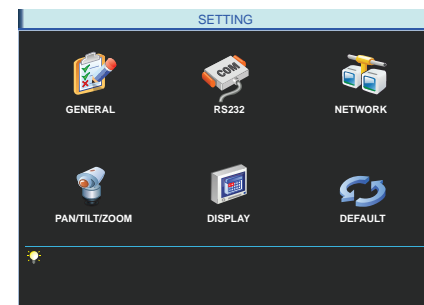 SETTING
COM
GENERAL
RS232
NETWORK
PAN/TILT/ZOOM
DISPLAY
DEFAULT